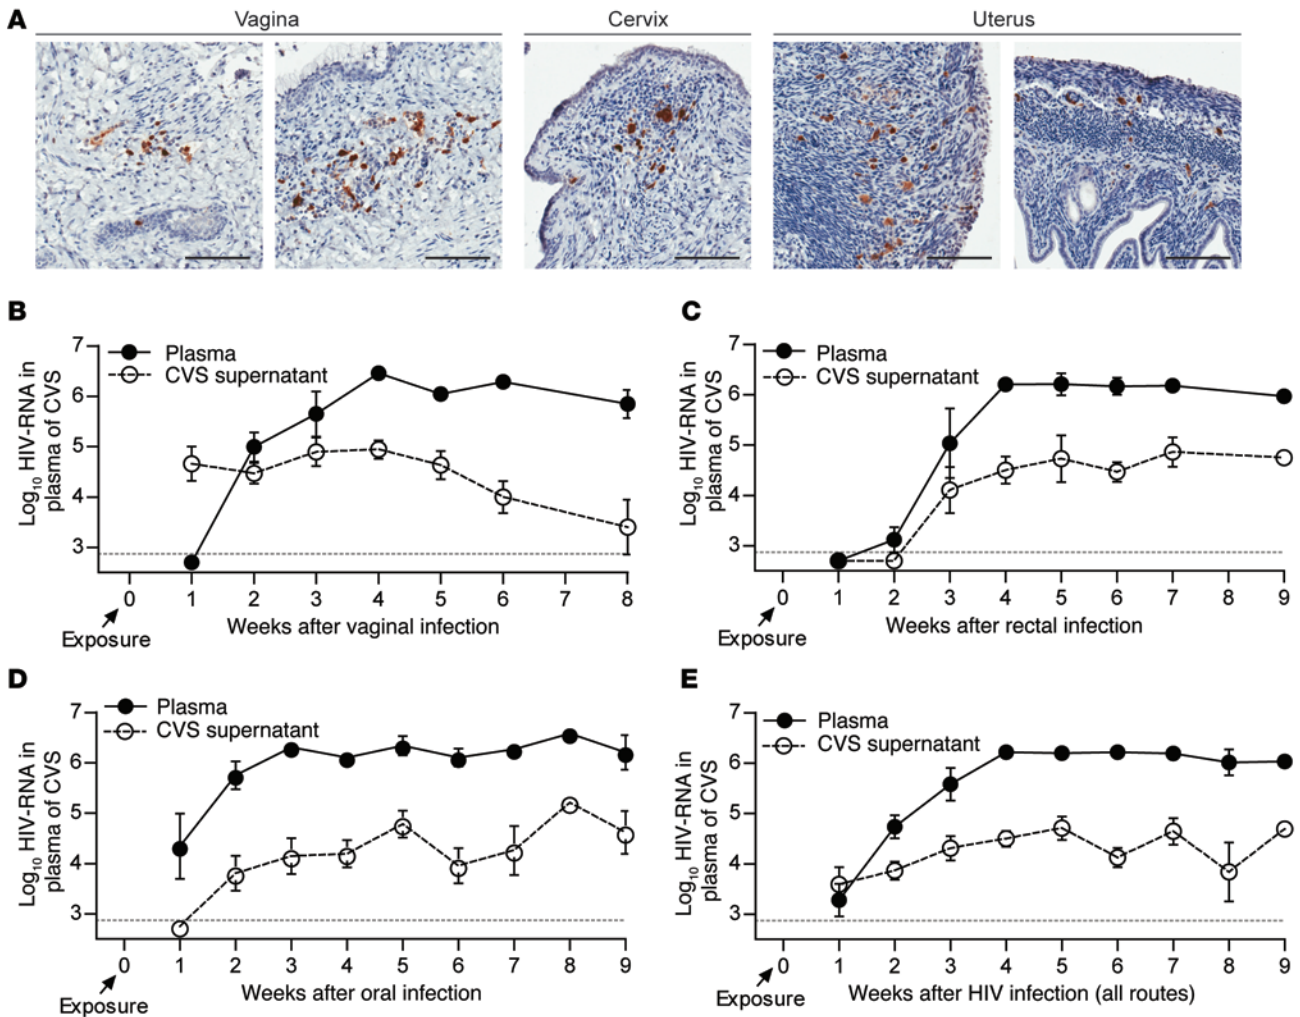 A
Vagina
Cervix
Uterus
B
7
6
5
4
3
Plasma
CVS supernatant
Log10 HIV-RNA in
plasma of CVS
0 1 2 3 4 5 6 7 8
Exposure
Weeks after vaginal infection
C
7
6
5
4
3
Plasma
CVS supernatant
Log10 HIV-RNA in
plasma of CVS
0 1 2 3 4 5 6 7 8 9
Exposure
Weeks after rectal infection
D
7
6
5
4
3
Plasma
CVS supernatant
Log10 HIV-RNA in
plasma of CVS
0 1 2 3 4 5 6 7 8 9
Exposure
Weeks after oral infection
E
7
6
5
4
3
Plasma
CVS supernatant
Log10 HIV-RNA in
plasma of CVS
0 1 2 3 4 5 6 7 8 9
Exposure
Weeks after HIV infection (all routes)